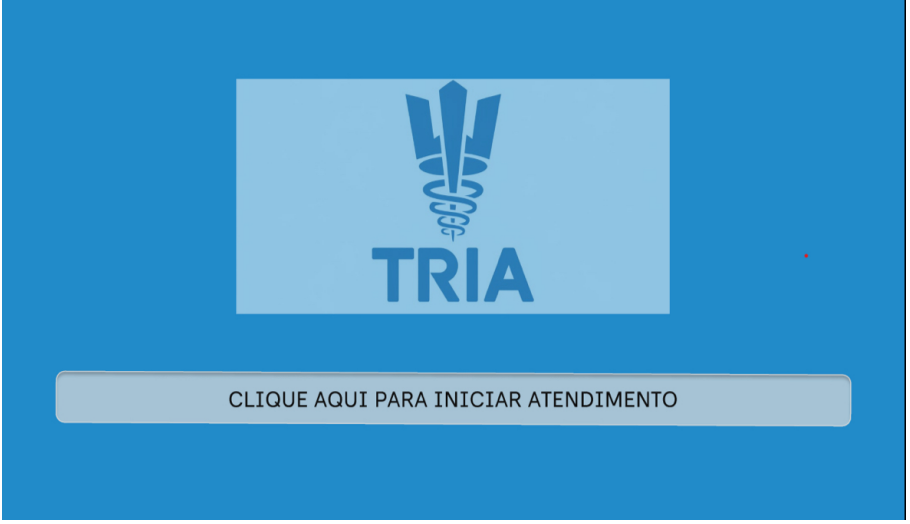 TRIA
CLIQUE AQUI PARA INICIAR ATENDIMENTO